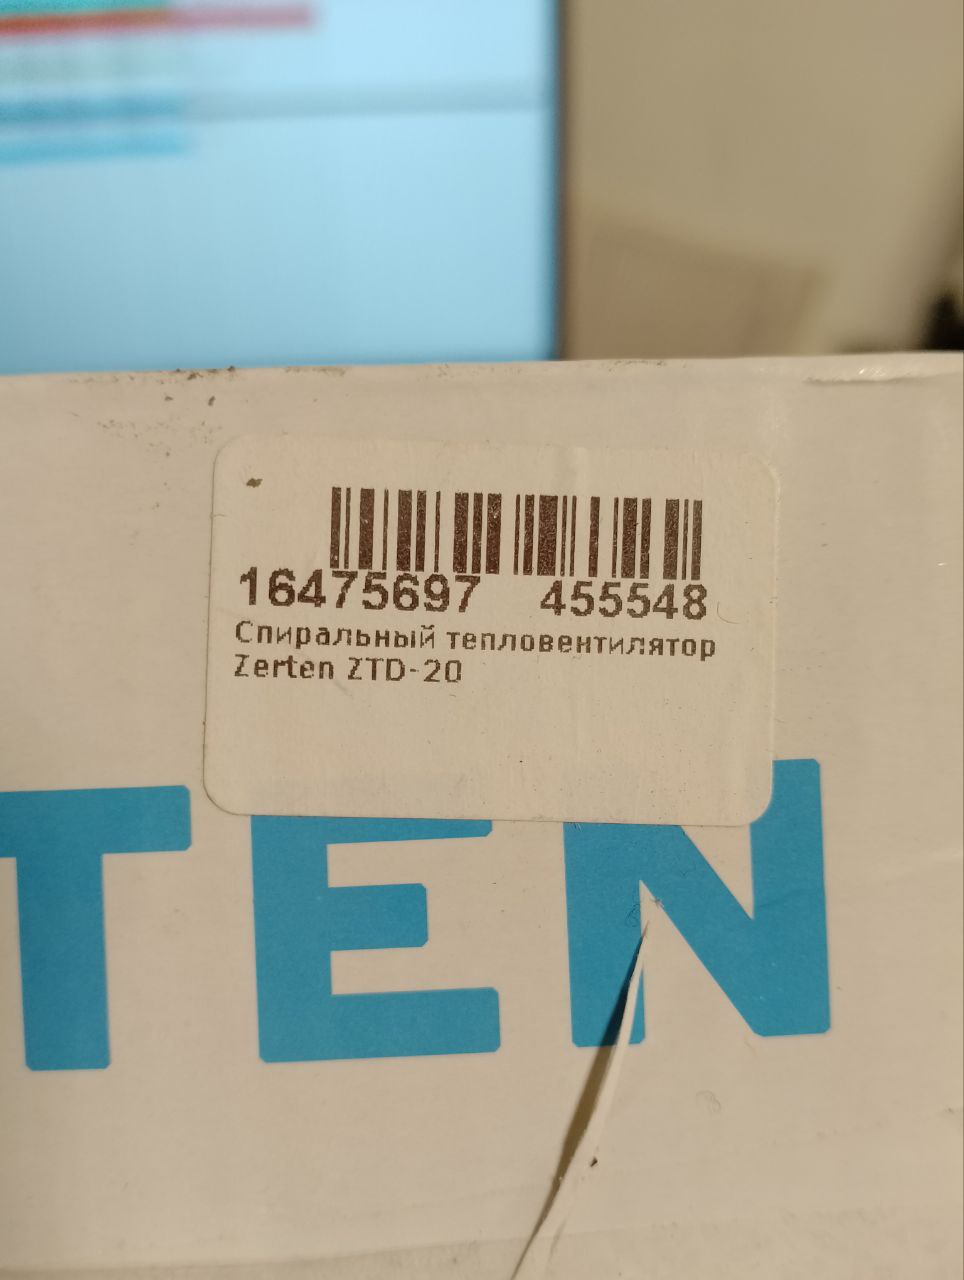 16475697 455548
Спиральный тепловентилятор
Zerten ZTD-20
TEN